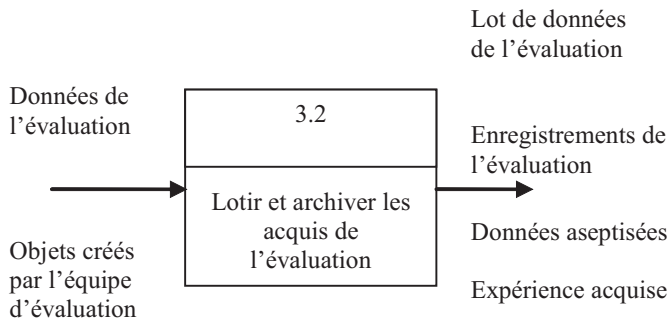 Données de
l’évaluation
Objets créés
par l’équipe
d’évaluation
3.2
Lotir et archiver les
acquis de
l’évaluation
Lot de données
de l’évaluation
Enregistrements de
l’évaluation
Données aseptisées
Expérience acquise